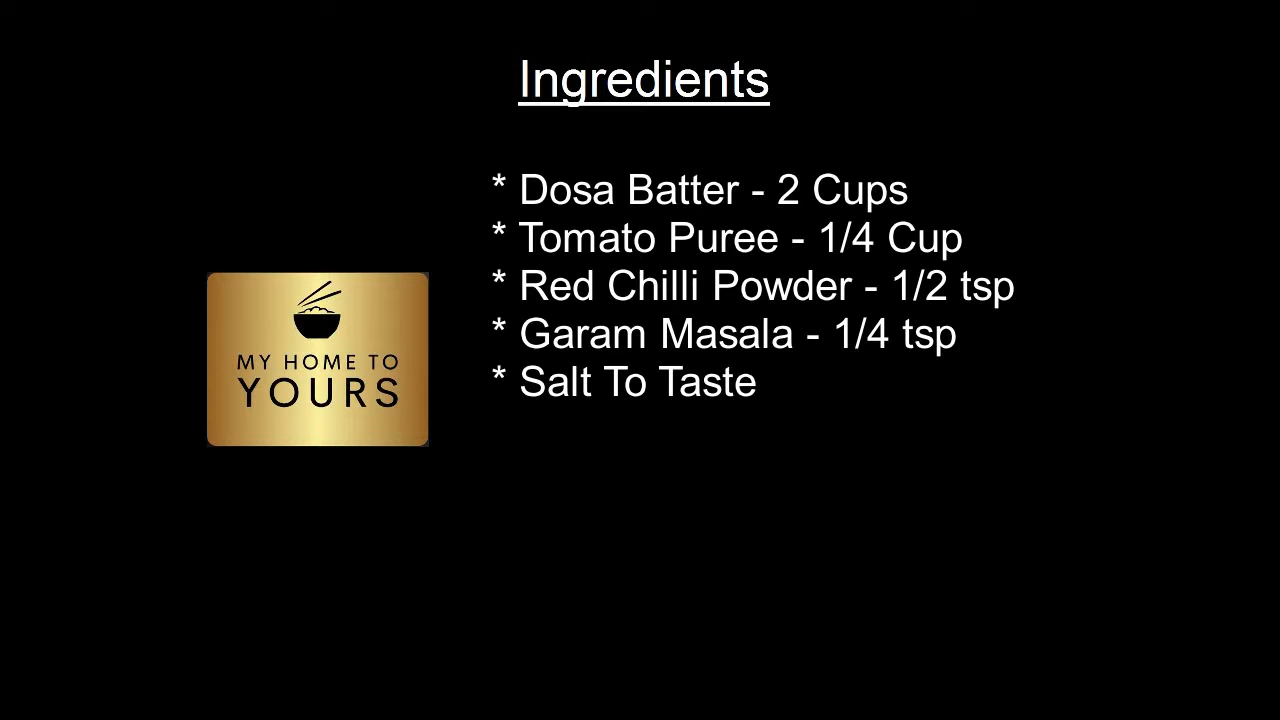 Ingredients
* Dosa Batter - 2 Cups
* Tomato Puree - 1/4 Cup
* Red Chilli Powder - 1/2 tsp
* Garam Masala - 1/4 tsp
* Salt To Taste
MY HOME TO
YOURS